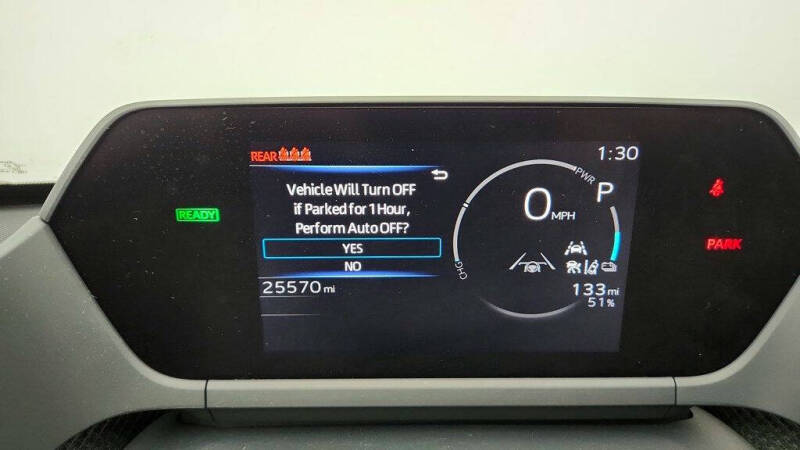 REAR
1:30
Vehicle Will Turn OFF
if Parked for 1 Hour,
Perform Auto OFF?
YES
NO
25570 mi
READY
PWR
P
0 MPH
CHG
133 mi
51%
PARK